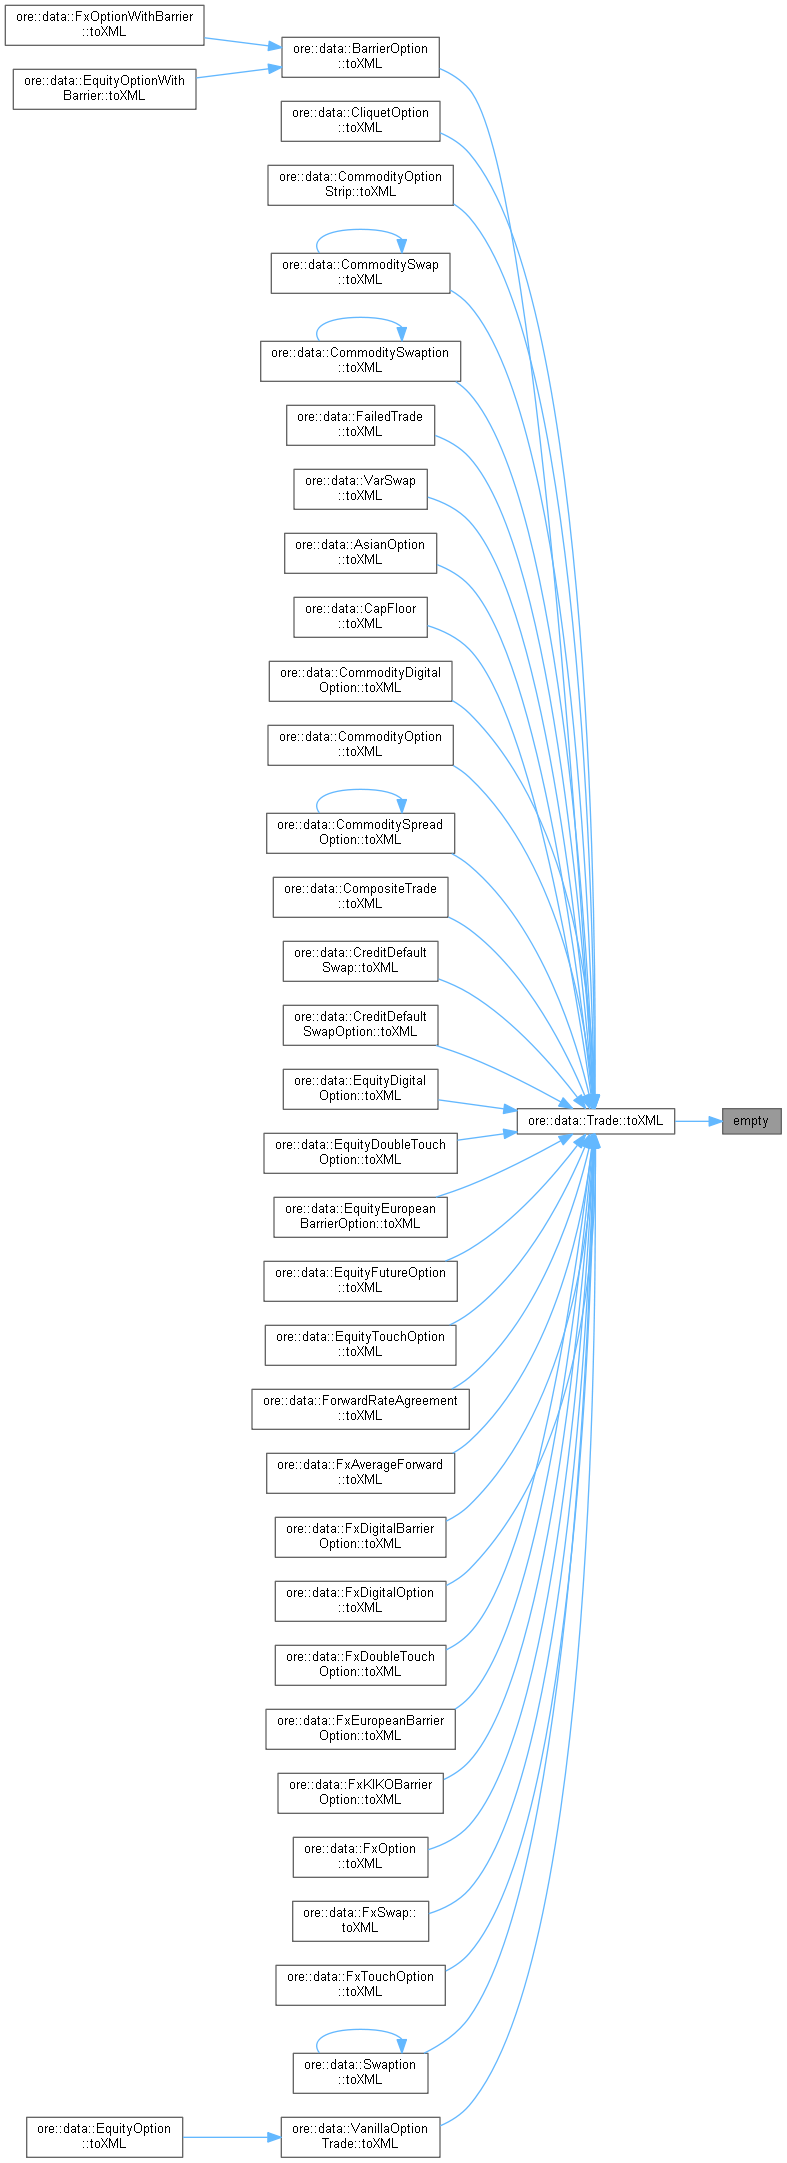 ore::data::FxOptionWithBarrier
::toXML
ore::data::EquityOptionWith
Barrier::toXML
ore::data::BarrierOption
::toXML
ore::data::CliquetOption
::toXML
ore::data::CommodityOption
Strip::toXML
ore::data::CommoditySwap
::toXML
ore::data::CommoditySwaption
::toXML
ore::data::FailedTrade
::toXML
ore::data::VarSwap
::toXML
ore::data::AsianOption
::toXML
ore::data::CapFloor
::toXML
ore::data::CommodityDigital
Option::toXML
ore::data::CommodityOption
::toXML
ore::data::CommoditySpread
Option::toXML
ore::data::CompositeTrade
::toXML
ore::data::CreditDefault
Swap::toXML
ore::data::CreditDefault
SwapOption::toXML
ore::data::EquityDigital
Option::toXML
ore::data::Trade::toXML
empty
ore::data::EquityDoubleTouch
Option::toXML
ore::data::EquityEuropean
BarrierOption::toXML
ore::data::EquityFutureOption
::toXML
ore::data::EquityTouchOption
::toXML
ore::data::ForwardRateAgreement
::toXML
ore::data::FxAverageForward
::toXML
ore::data::FxDigitalBarrier
Option::toXML
ore::data::FxDigitalOption
::toXML
ore::data::FxDoubleTouch
Option::toXML
ore::data::FxEuropeanBarrier
Option::toXML
ore::data::FxKIKOBarrier
Option::toXML
ore::data::FxOption
::toXML
ore::data::FxSwap::
toXML
ore::data::FxTouchOption
::toXML
ore::data::Swaption
::toXML
ore::data::EquityOption
::toXML
ore::data::VanillaOption
Trade::toXML